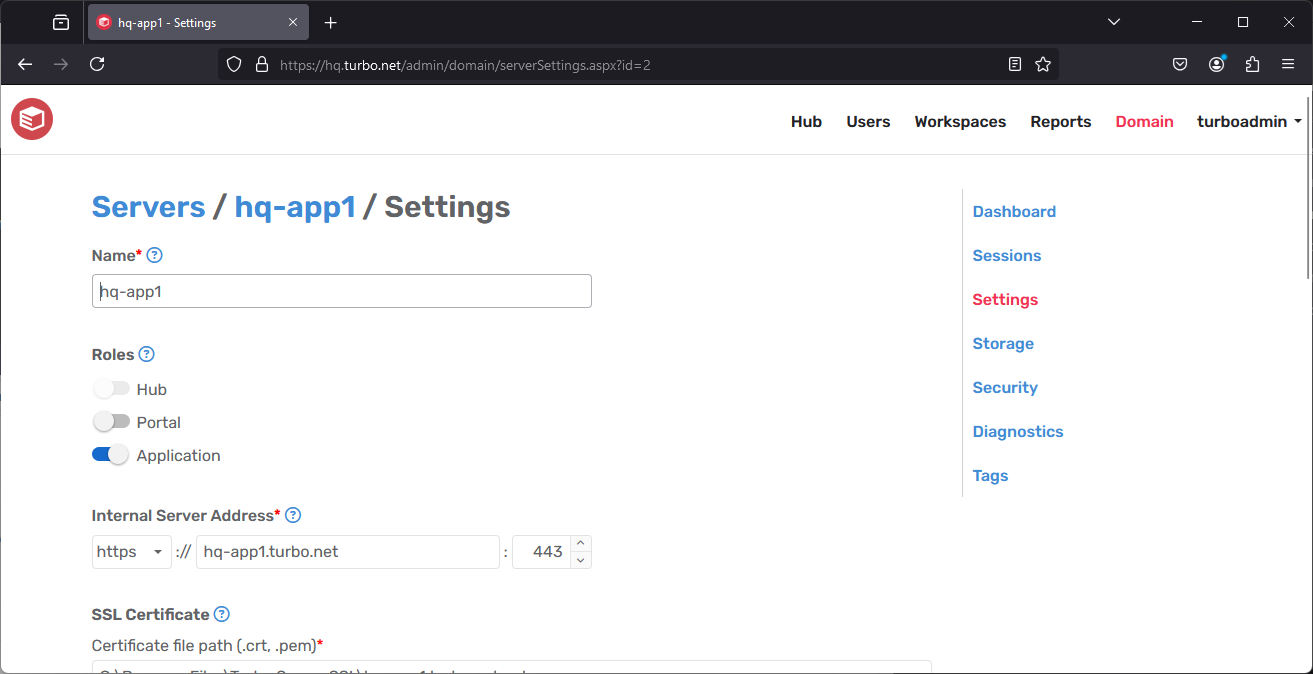 hq-app1 - Settings
https://hq.turbo.net/admin/domain/serverSettings.aspx?id=2
Hub Users Workspaces Reports Domain turboadmin
Servers / hq-app1 / Settings
Name* ?
hq-app1
Roles ?
Hub
Portal
Application
Internal Server Address* ?
https :// hq-app1.turbo.net : 443
SSL Certificate ?
Certificate file path (.crt, .pem)*
Dashboard
Sessions
Settings
Storage
Security
Diagnostics
Tags